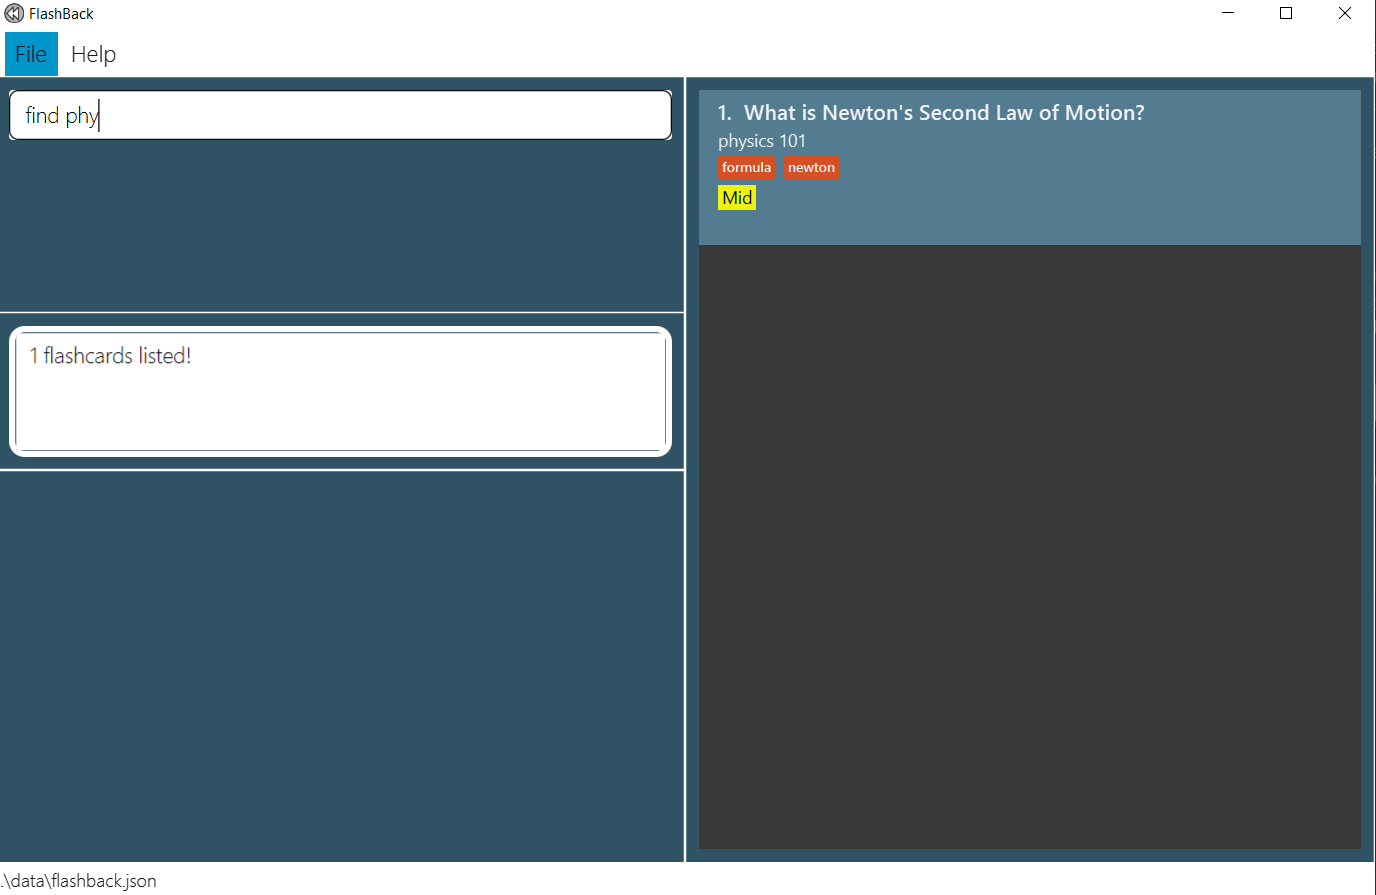 FlashBack
File Help
find phy
1 flashcards listed!
1. What is Newton's Second Law of Motion?
physics 101
formula newton
Mid
.\data\flashback.json